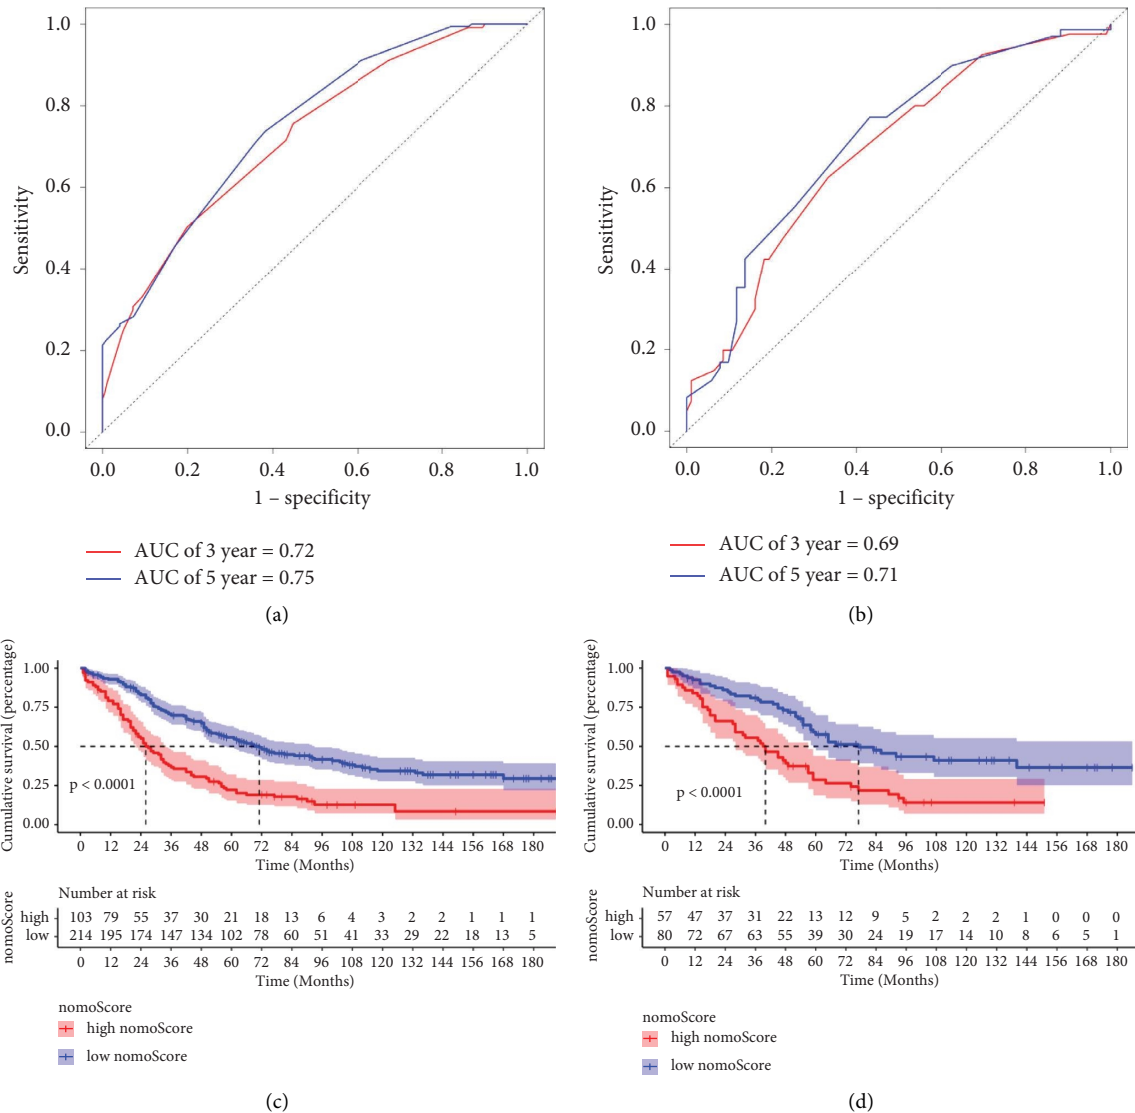 1.0
0.8
0.6
0.4
0.2
0.0
Sensitivity
0.0 0.2 0.4 0.6 0.8 1.0
1 – specificity
AUC of 3 year = 0.72
AUC of 5 year = 0.75
(a)
1.0
0.8
0.6
0.4
0.2
0.0
Sensitivity
0.0 0.2 0.4 0.6 0.8 1.0
1 – specificity
AUC of 3 year = 0.69
AUC of 5 year = 0.71
(b)
Cumulative survival (percentage)
1.00
0.75
0.50
0.25
0.00
p < 0.0001
0 12 24 36 48 60 72 84 96 108 120 132 144 156 168 180
Time (Months)
Number at risk
nomoScore
high 103 79 55 37 30 21 18 13 6 4 3 2 2 1 1 1
low 214 195 174 147 134 102 78 60 51 41 33 29 22 18 13 5
0 12 24 36 48 60 72 84 96 108 120 132 144 156 168 180
Time (Months)
nomoScore
high nomoScore
low nomoScore
(c)
Cumulative survival (percentage)
1.00
0.75
0.50
0.25
0.00
p < 0.0001
0 12 24 36 48 60 72 84 96 108 120 132 144 156 168 180
Time (Months)
Number at risk
nomoScore
high 57 47 37 31 22 13 12 9 5 2 2 2 1 0 0 0
low 80 72 67 63 55 39 30 24 19 17 14 10 8 6 5 1
0 12 24 36 48 60 72 84 96 108 120 132 144 156 168 180
Time (Months)
nomoScore
high nomoScore
low nomoScore
(d)